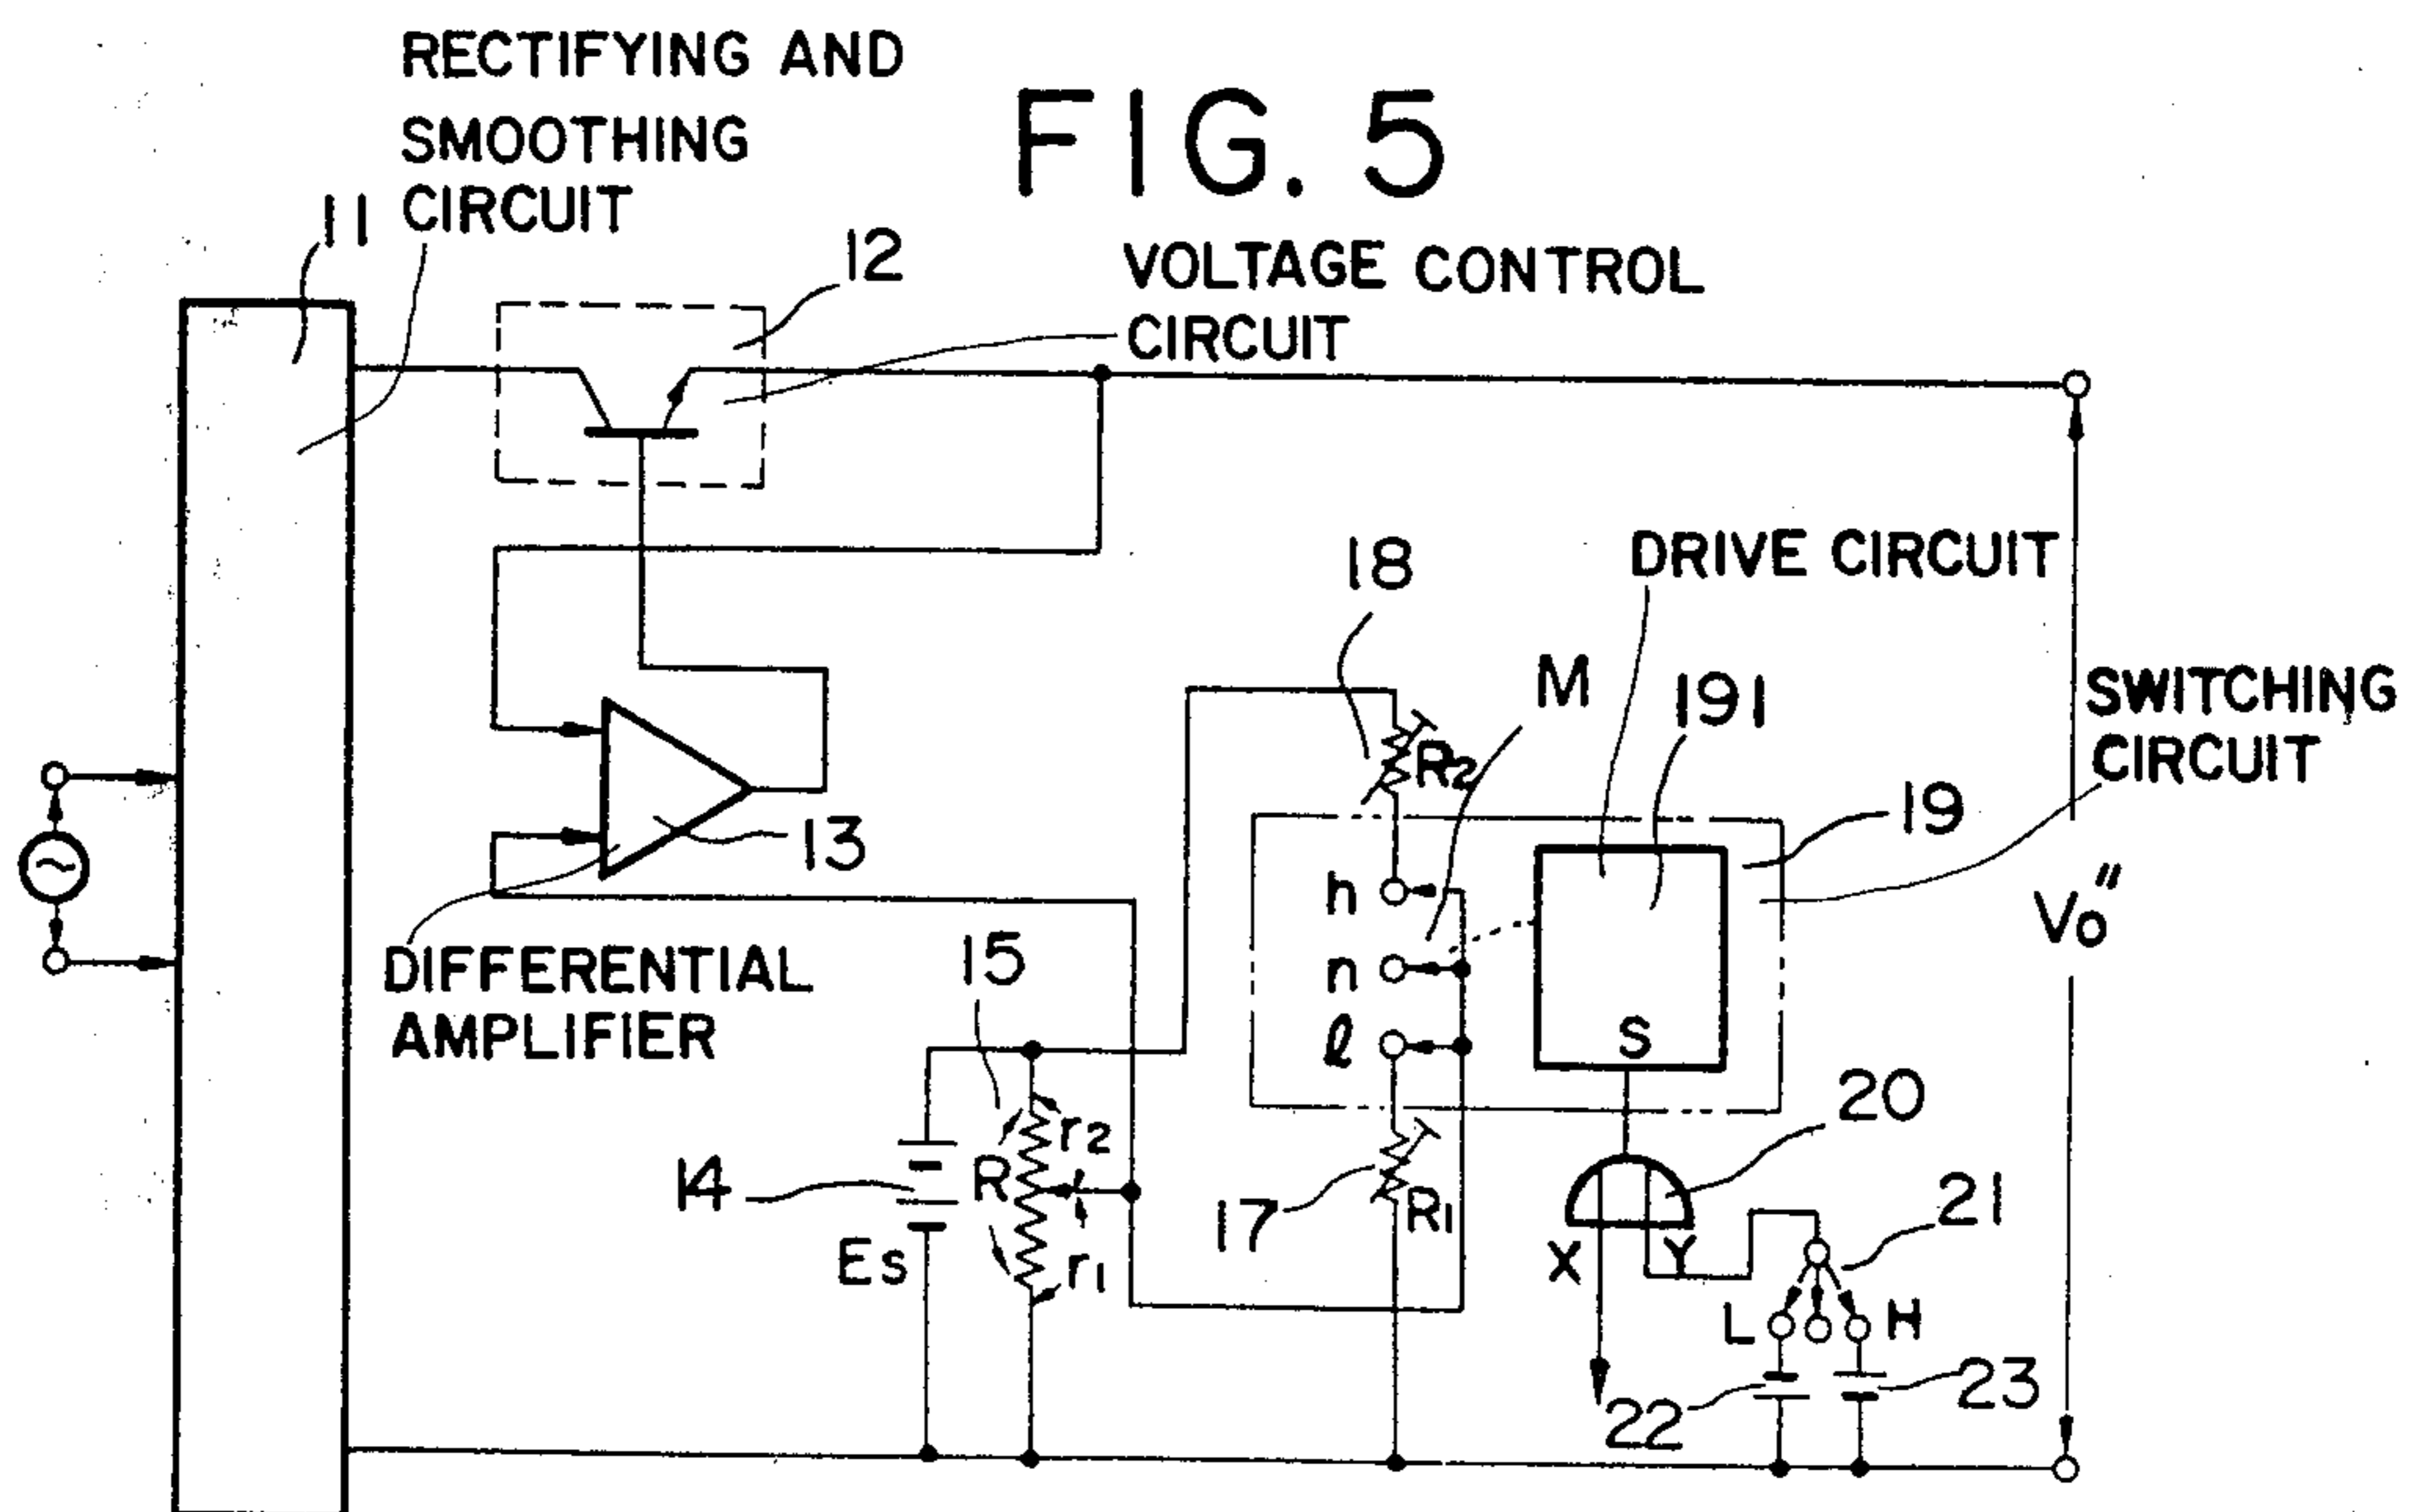 RECTIFYING AND
SMOOTHING
CIRCUIT
11
FIG. 5
12
VOLTAGE CONTROL
CIRCUIT
18
DRIVE CIRCUIT
M
191
SWITCHING
CIRCUIT
R2
19
13
h
n
ℓ
Vo"
DIFFERENTIAL
AMPLIFIER
15
S
20
r2
14
R
17
R1
21
Es
r1
X
Y
L
H
22
23